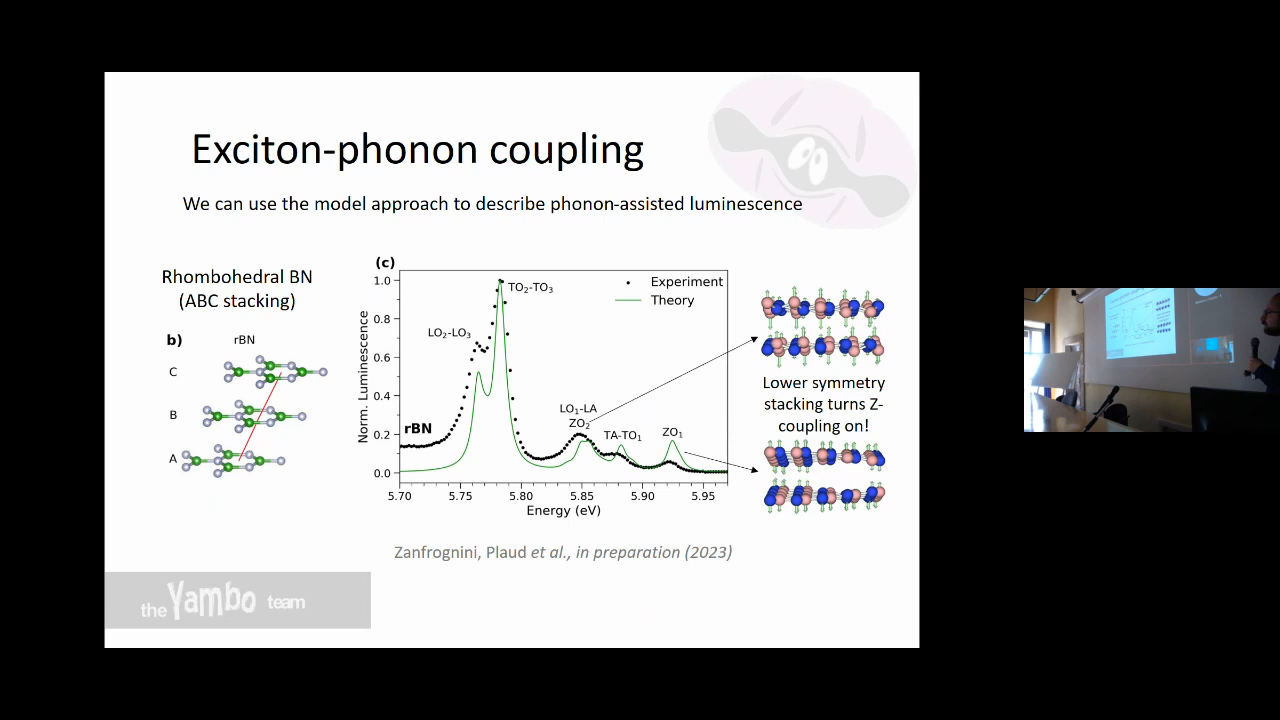 Exciton-phonon coupling
We can use the model approach to describe phonon-assisted luminescence
Rhombohedral BN
(ABC stacking)
b)
rBN
C
B
A
(c)
Norm. Luminescence
1.0
0.8
0.6
0.4
0.2
0.0
Experiment
Theory
TO₂-TO₃
LO₂-LO₃
LO₁-LA
ZO₂
TA-TO₁
ZO₁
rBN
5.70
5.75
5.80
5.85
5.90
5.95
Energy (eV)
Lower symmetry
stacking turns Z-
coupling on!
Zanfrognini, Plaud et al., in preparation (2023)
the Yambo team